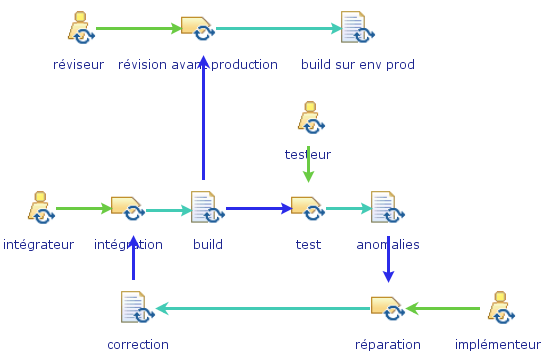 réviseur
révision avant production
build sur env prod
testeur
intégrateur
intégration
build
test
anomalies
correction
réparation
implémenteur